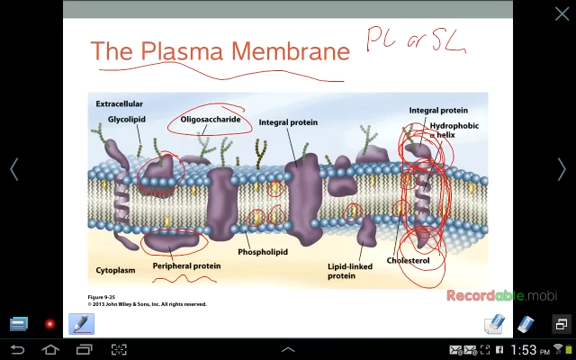 The Plasma Membrane
PL or SL
Extracellular
Glycolipid
Oligosaccharide
Integral protein
Integral protein
Hydrophobic
α helix
Phospholipid
Cholesterol
Cytoplasm
Peripheral protein
Lipid-linked
protein
Figure 9-25
© 2013 John Wiley & Sons, Inc. All rights reserved.
Recordable.mobi
1:53 PM